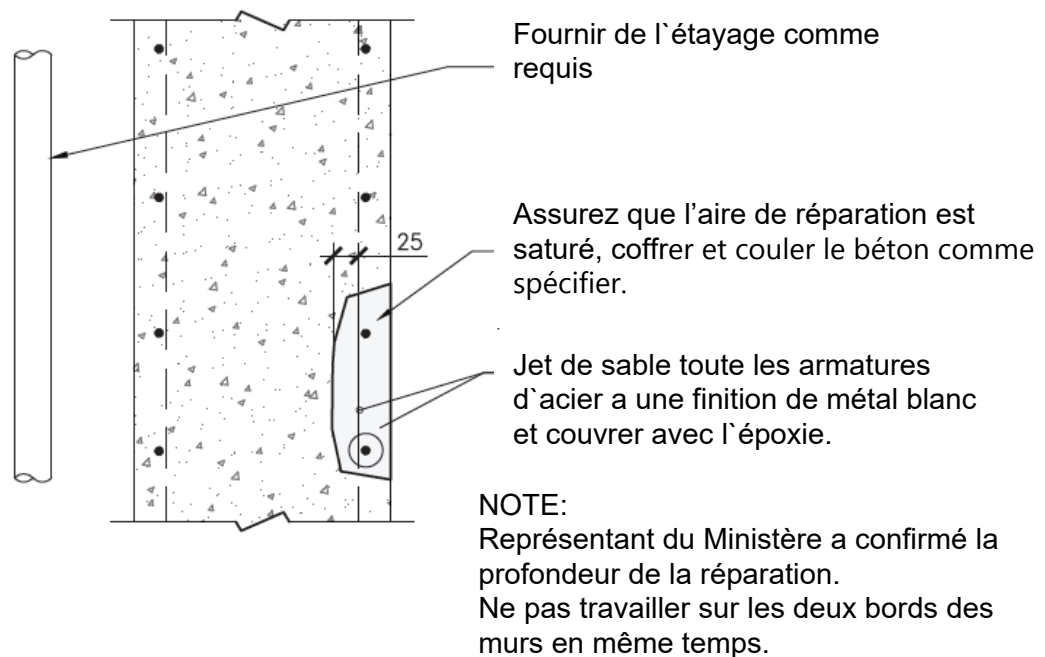 Fournir de l`étayage comme
requis
Assurez que l’aire de réparation est
saturé, coffrer et couler le béton comme
spécifier.
25
Jet de sable toute les armatures
d`acier a une finition de métal blanc
et couvrer avec l`époxie.
NOTE:
Représentant du Ministère a confirmé la
profondeur de la réparation.
Ne pas travailler sur les deux bords des
murs en même temps.